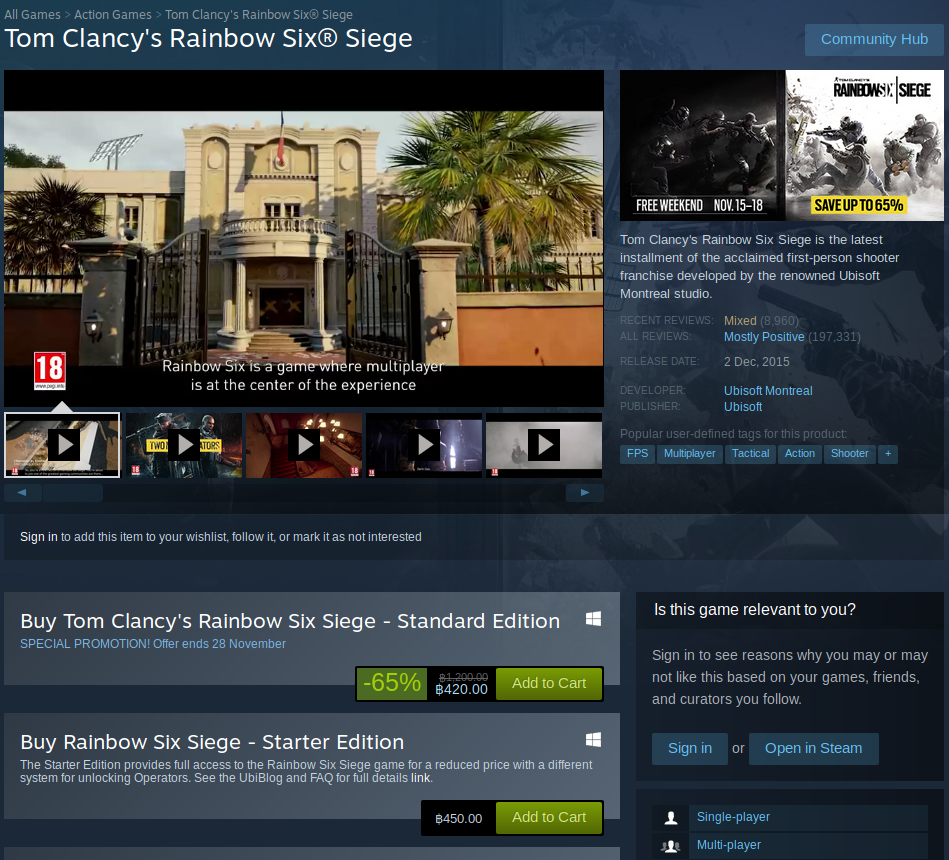 All Games > Action Games > Tom Clancy's Rainbow Six® Siege
Tom Clancy's Rainbow Six® Siege
Community Hub
18
www.pegi.info
Rainbow Six is a game where multiplayer
is at the center of the experience
TOM CLANCY'S
RAINBOWSIX | SIEGE
FREE WEEKEND NOV. 15-18
SAVE UP TO 65%
Tom Clancy's Rainbow Six Siege is the latest
installment of the acclaimed first-person shooter
franchise developed by the renowned Ubisoft
Montreal studio.
RECENT REVIEWS: Mixed (8,960)
ALL REVIEWS: Mostly Positive (197,331)
RELEASE DATE: 2 Dec, 2015
DEVELOPER: Ubisoft Montreal
PUBLISHER: Ubisoft
Popular user-defined tags for this product:
FPS Multiplayer Tactical Action Shooter +
Sign in to add this item to your wishlist, follow it, or mark it as not interested
Buy Tom Clancy's Rainbow Six Siege - Standard Edition
SPECIAL PROMOTION! Offer ends 28 November
-65% ฿1,200.00
฿420.00 Add to Cart
Buy Rainbow Six Siege - Starter Edition
The Starter Edition provides full access to the Rainbow Six Siege game for a reduced price with a different
system for unlocking Operators. See the UbiBlog and FAQ for full details link.
฿450.00 Add to Cart
Is this game relevant to you?
Sign in to see reasons why you may or may
not like this based on your games, friends,
and curators you follow.
Sign in or Open in Steam
Single-player
Multi-player